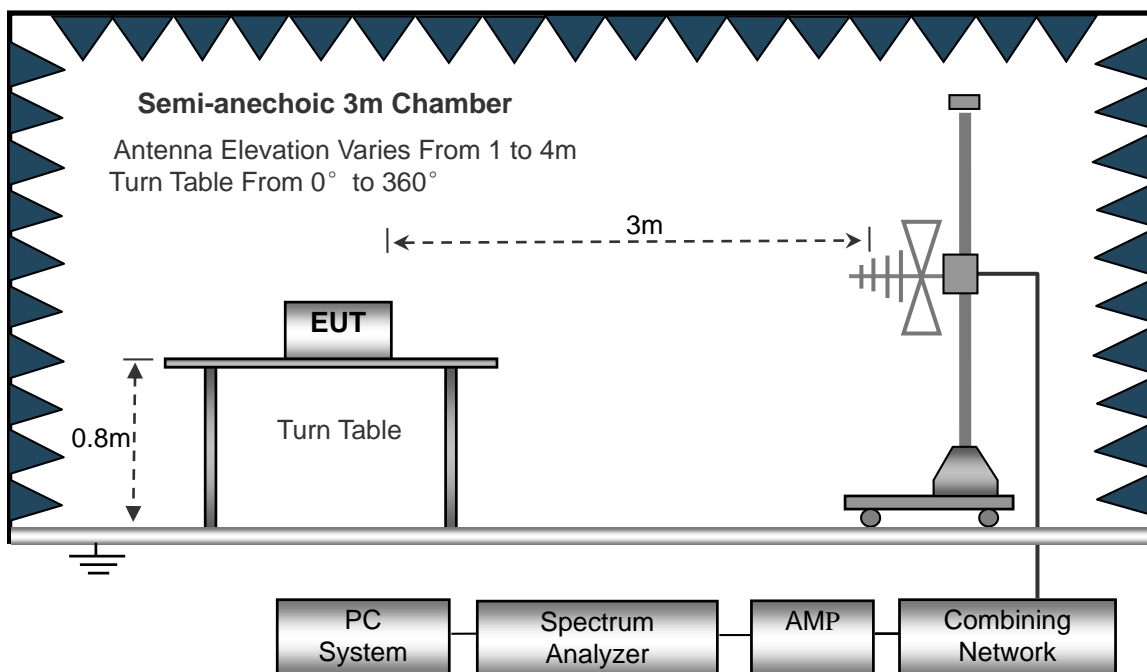 Semi-anechoic 3m Chamber
Antenna Elevation Varies From 1 to 4m
Turn Table From 0° to 360°
3m
EUT
0.8m
Turn Table
PC
System
Spectrum
Analyzer
AMP
Combining
Network